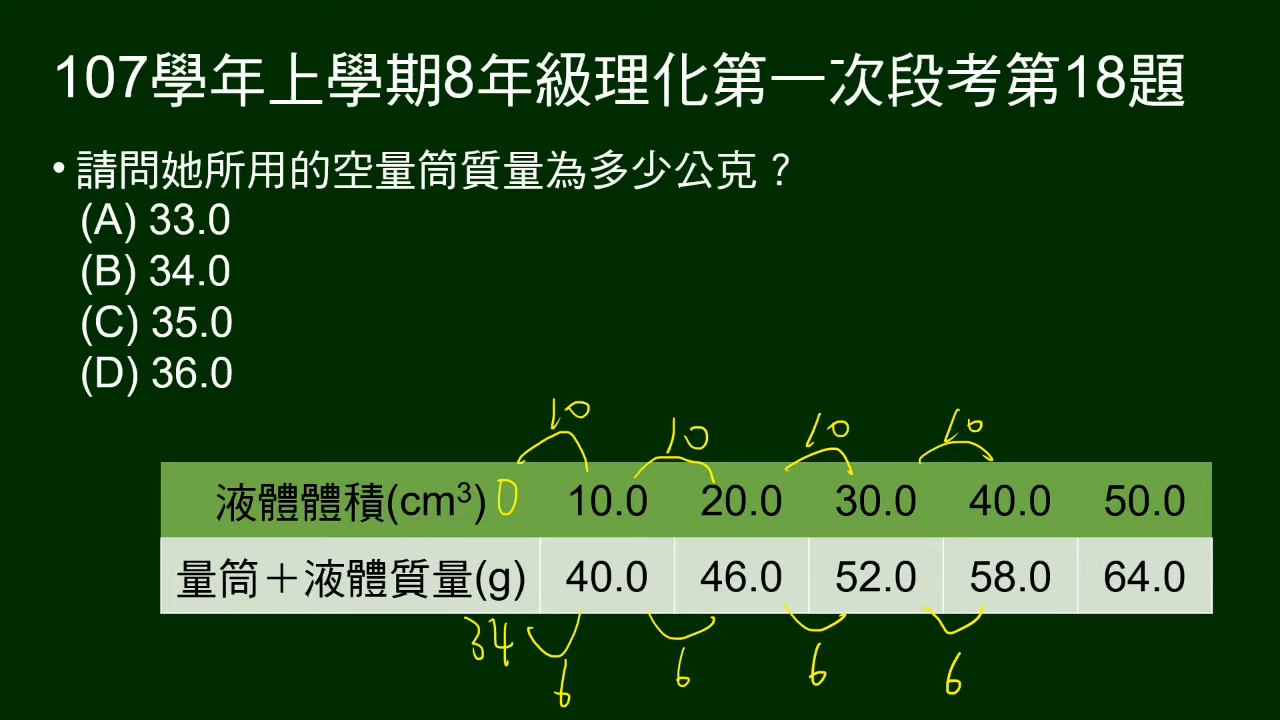 107學年上學期8年級理化第一次段考第18題
• 請問她所用的空量筒質量為多少公克？
(A) 33.0
(B) 34.0
(C) 35.0
(D) 36.0
10 10 10 10
液體體積(cm³) 0 10.0 20.0 30.0 40.0 50.0
量筒＋液體質量(g) 40.0 46.0 52.0 58.0 64.0
34 6 6 6 6